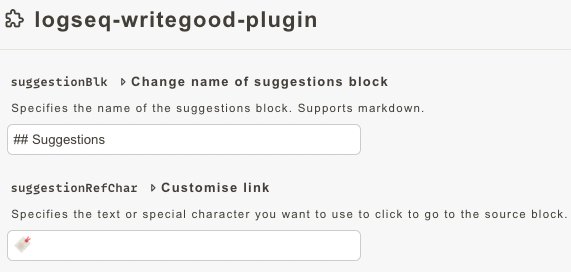 logseq-writegood-plugin
suggestionBlk ▹ Change name of suggestions block
Specifies the name of the suggestions block. Supports markdown.
## Suggestions
suggestionRefChar ▹ Customise link
Specifies the text or special character you want to use to click to go to the source block.